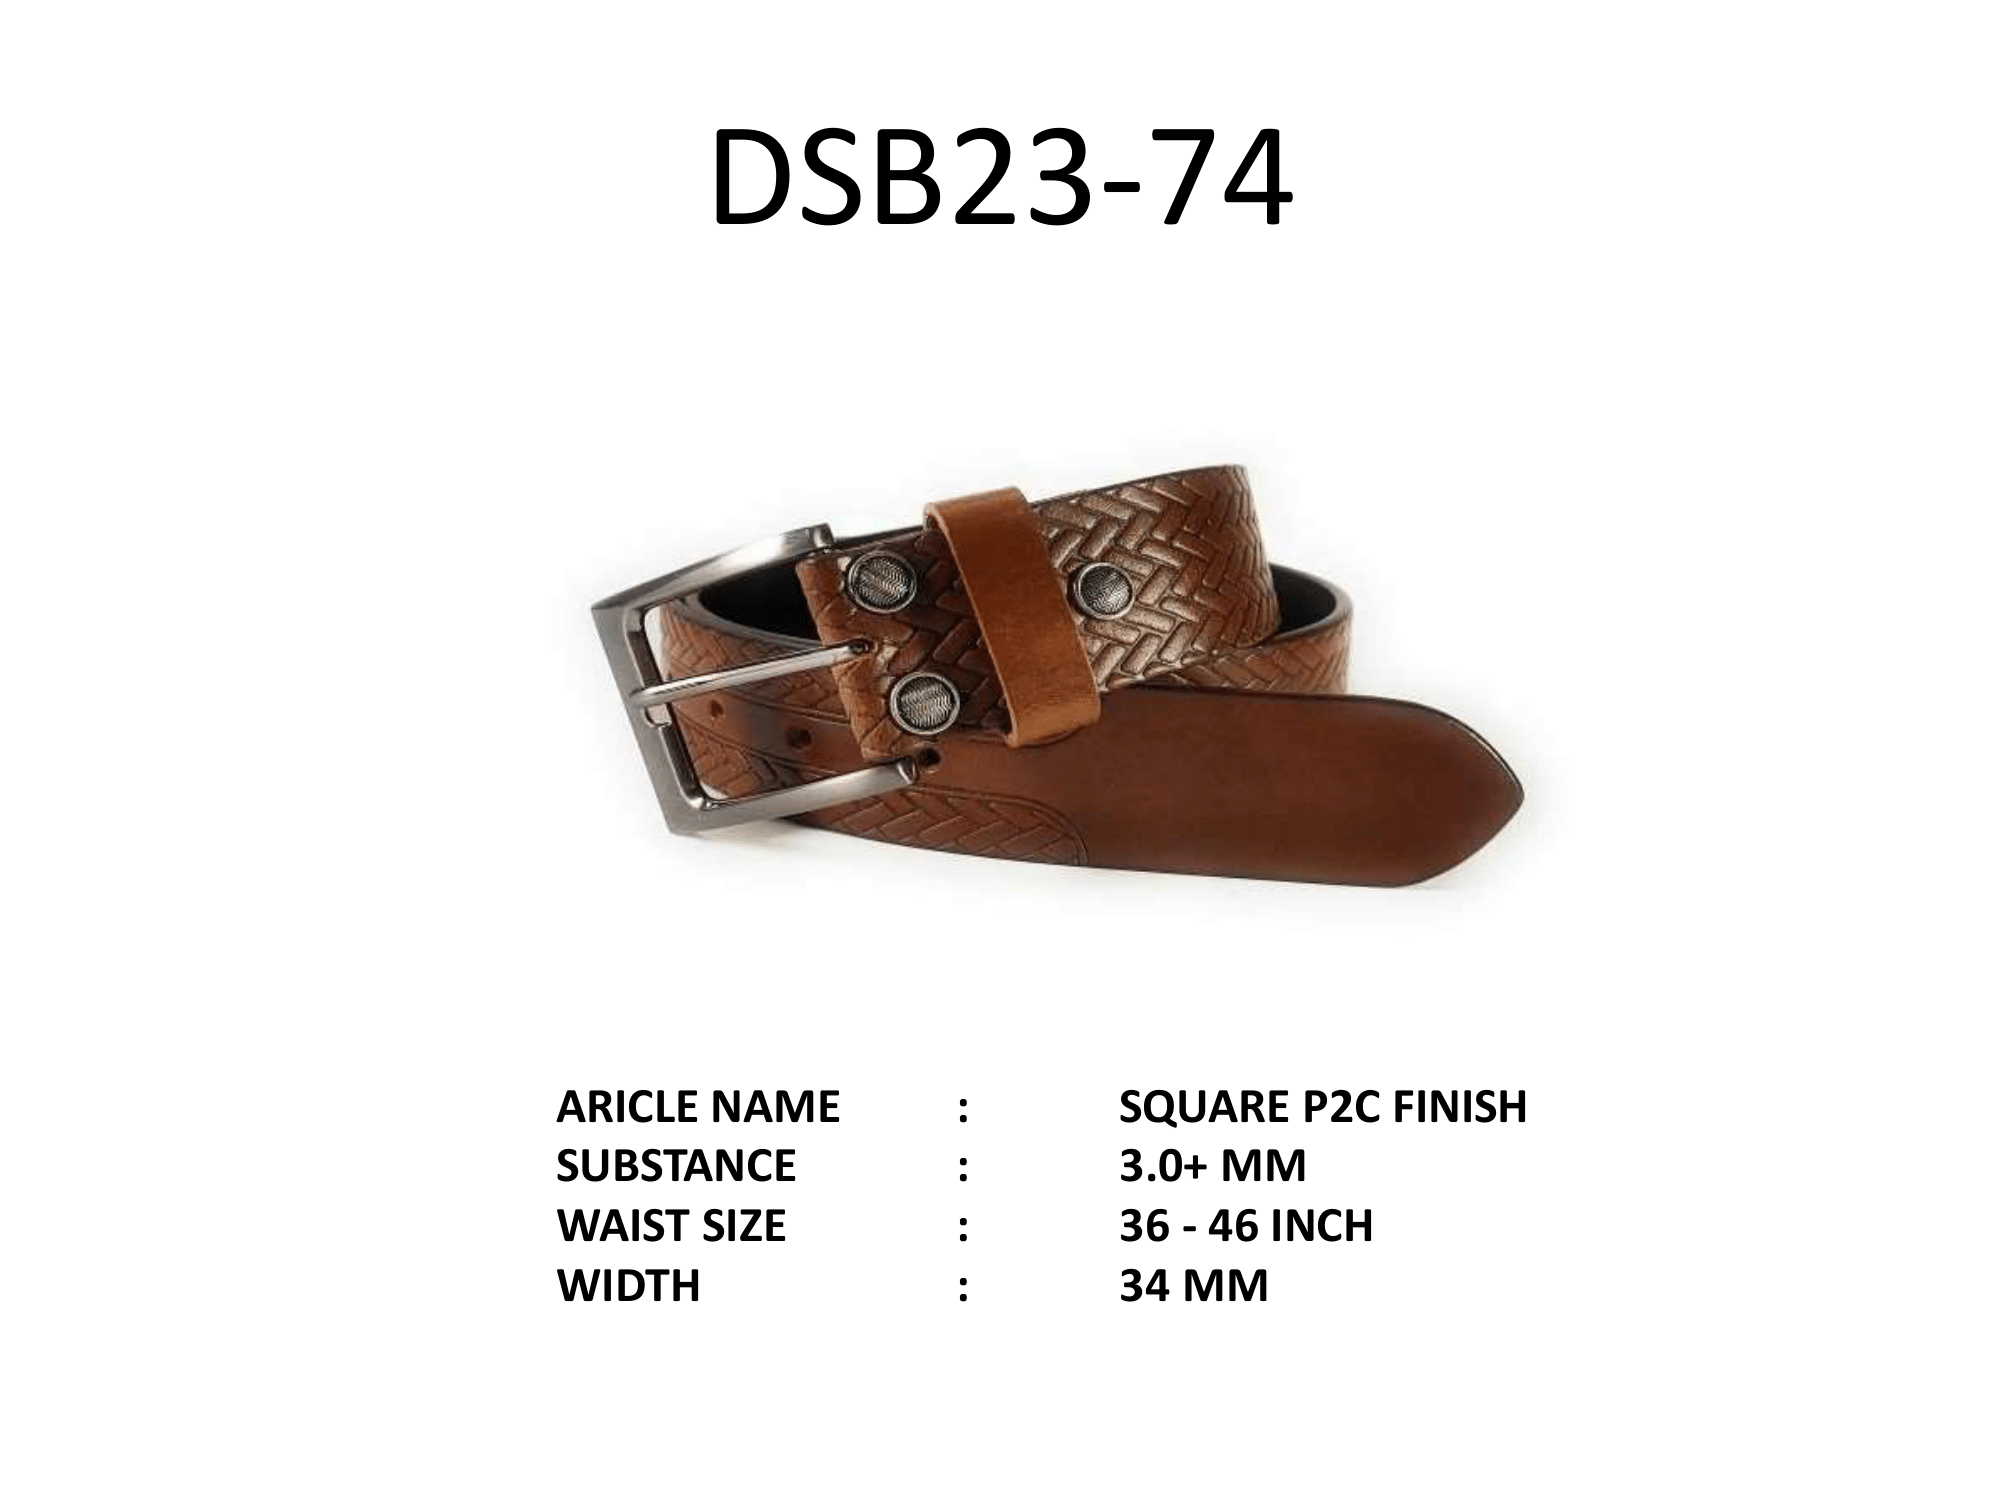 DSB23-74
ARICLE NAME : SQUARE P2C FINISH
SUBSTANCE : 3.0+ MM
WAIST SIZE : 36 - 46 INCH
WIDTH : 34 MM